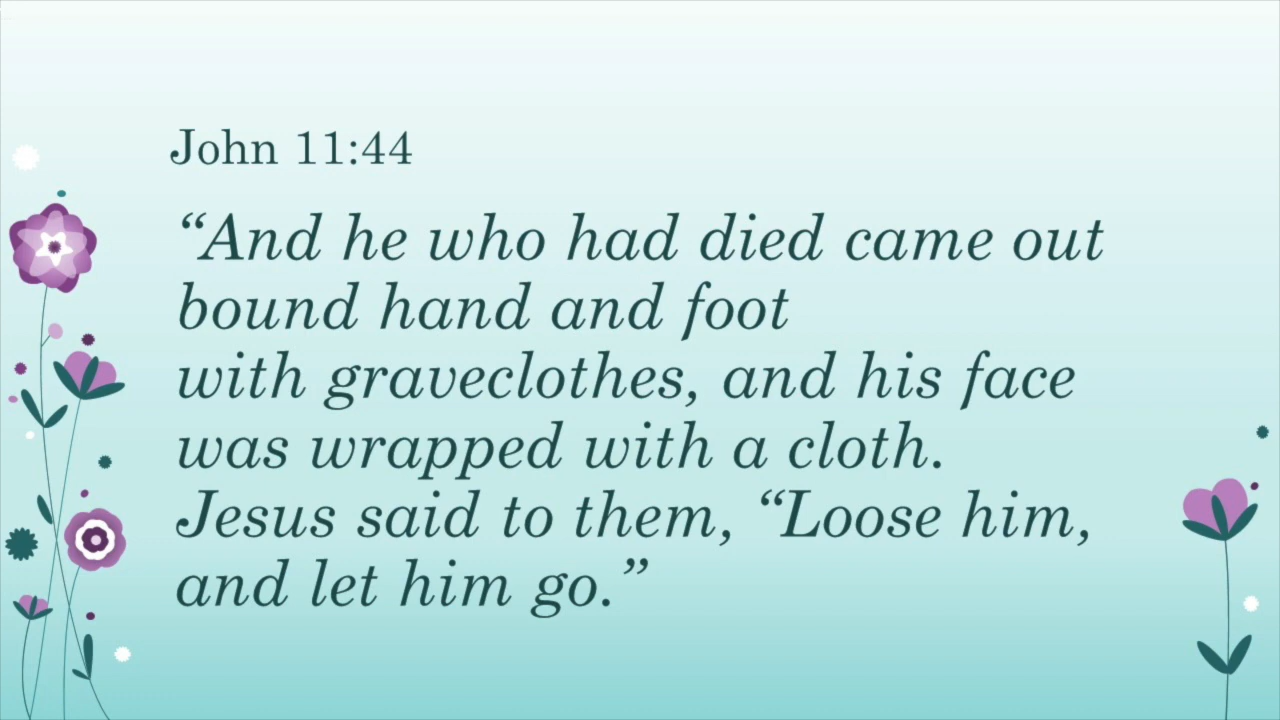 John 11:44
“And he who had died came out
bound hand and foot
with graveclothes, and his face
was wrapped with a cloth.
Jesus said to them, “Loose him,
and let him go.”